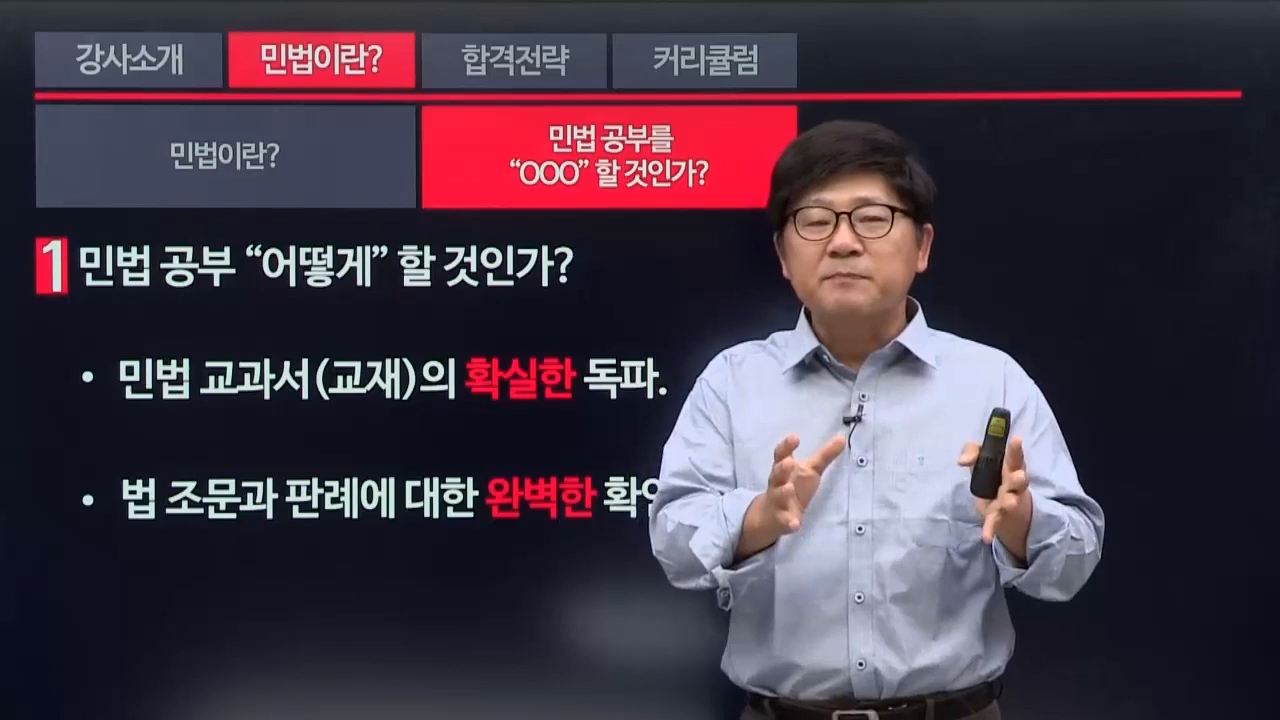 강사소개 민법이란? 합격전략 커리큘럼
민법이란?
민법 공부를
“OOO” 할 것인가?
1 민법 공부 “어떻게” 할 것인가?
• 민법 교과서(교재)의 확실한 독파.
• 법 조문과 판례에 대한 완벽한